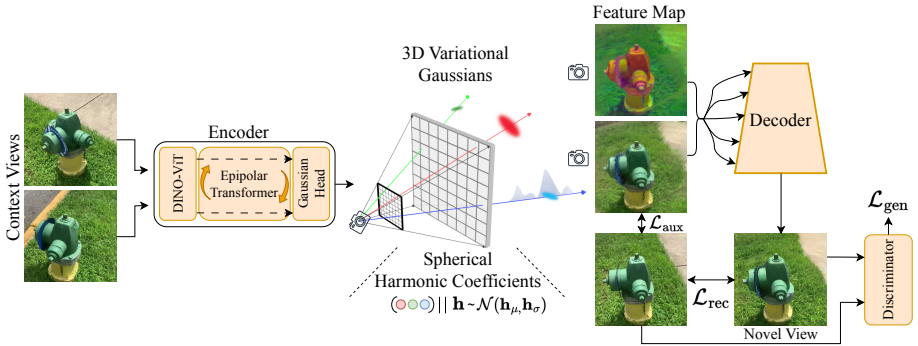 Context Views
Encoder
DINO-ViT
Epipolar
Transformer
Gaussian
Head
3D Variational
Gaussians
Spherical
Harmonic Coefficients
( ) || h ~ 𝒩(h_μ, h_σ)
Feature Map
Decoder
ℒ_aux
ℒ_rec
Novel View
Discriminator
ℒ_gen